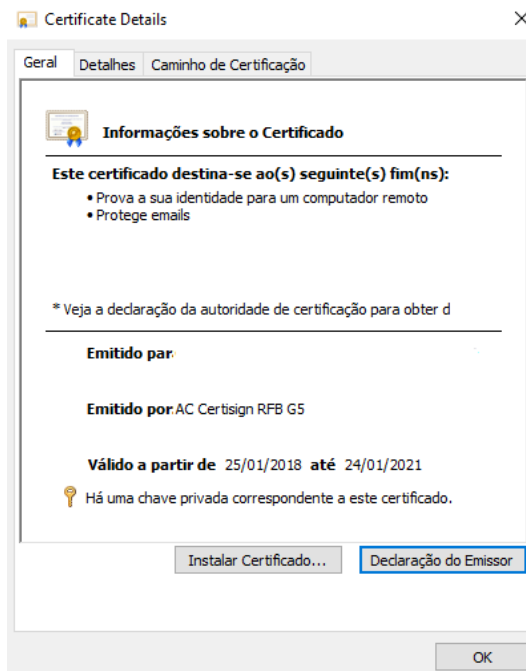 Certificate Details
Geral Detalhes Caminho de Certificação
Informações sobre o Certificado
Este certificado destina-se ao(s) seguinte(s) fim(ns):
• Prova a sua identidade para um computador remoto
• Protege emails
* Veja a declaração da autoridade de certificação para obter d
Emitido par
Emitido por: AC Certisign RFB G5
Válido a partir de 25/01/2018 até 24/01/2021
Há uma chave privada correspondente a este certificado.
Instalar Certificado... Declaração do Emissor
OK